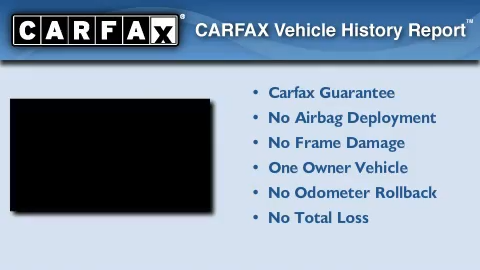 CARFAX® CARFAX Vehicle History Report™
• Carfax Guarantee
• No Airbag Deployment
• No Frame Damage
• One Owner Vehicle
• No Odometer Rollback
• No Total Loss